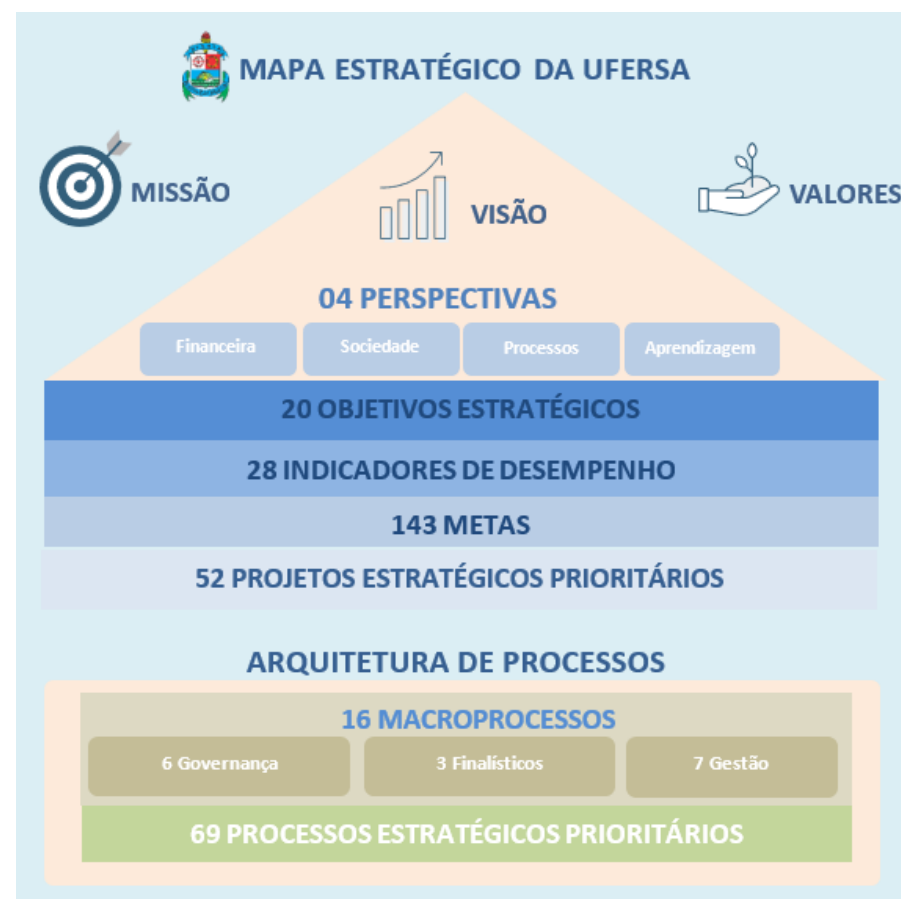 MAPA ESTRATÉGICO DA UFERSA
MISSÃO
VISÃO
VALORES
04 PERSPECTIVAS
Financeira
Sociedade
Processos
Aprendizagem
20 OBJETIVOS ESTRATÉGICOS
28 INDICADORES DE DESEMPENHO
143 METAS
52 PROJETOS ESTRATÉGICOS PRIORITÁRIOS
ARQUITETURA DE PROCESSOS
16 MACROPROCESSOS
6 Governança
3 Finalísticos
7 Gestão
69 PROCESSOS ESTRATÉGICOS PRIORITÁRIOS